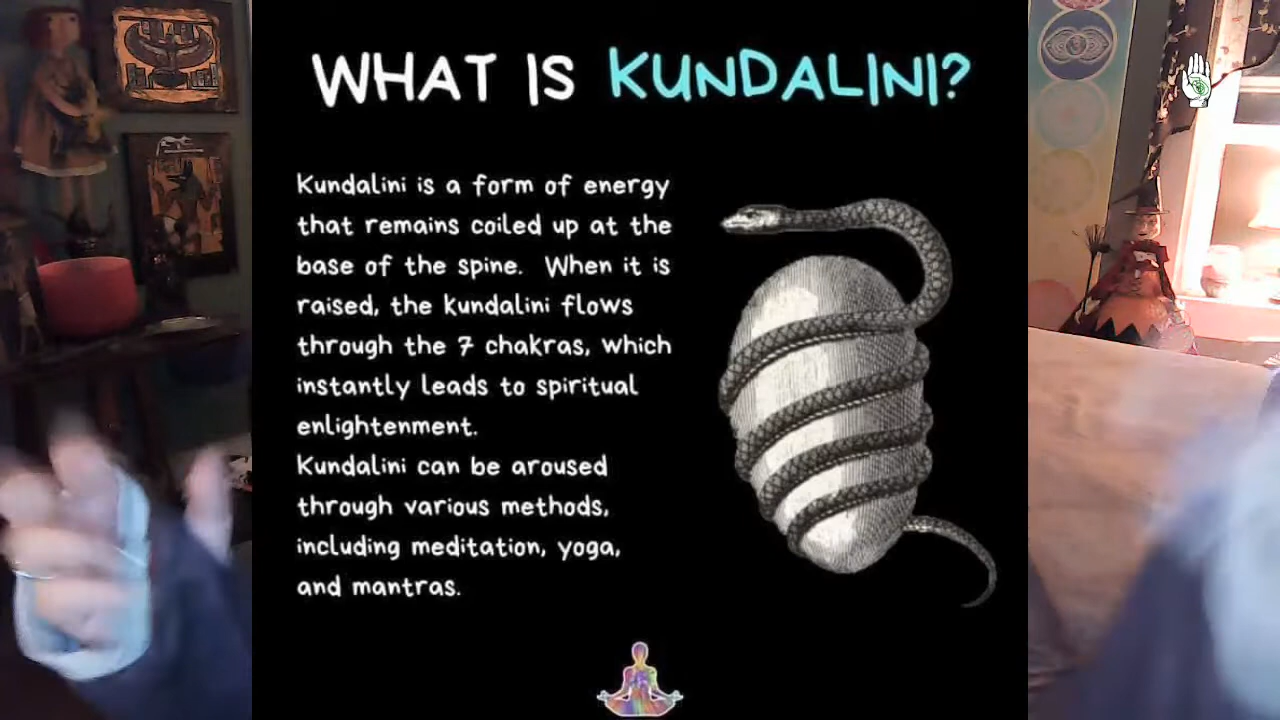 WHAT IS KUNDALINI?
Kundalini is a form of energy
that remains coiled up at the
base of the spine. When it is
raised, the kundalini flows
through the 7 chakras, which
instantly leads to spiritual
enlightenment.
Kundalini can be aroused
through various methods,
including meditation, yoga,
and mantras.